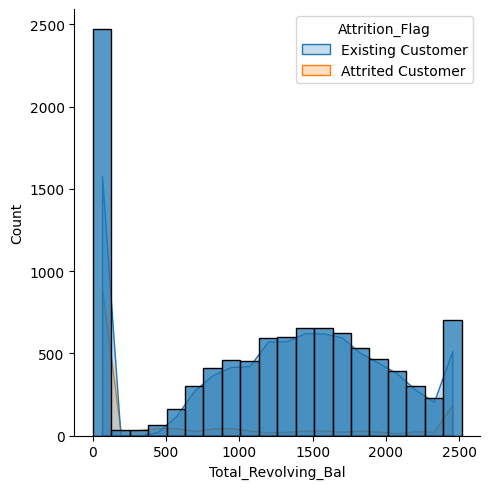 Attrition_Flag
Existing Customer
Attrited Customer
2500
2000
1500
1000
500
0
Count
0 500 1000 1500 2000 2500
Total_Revolving_Bal